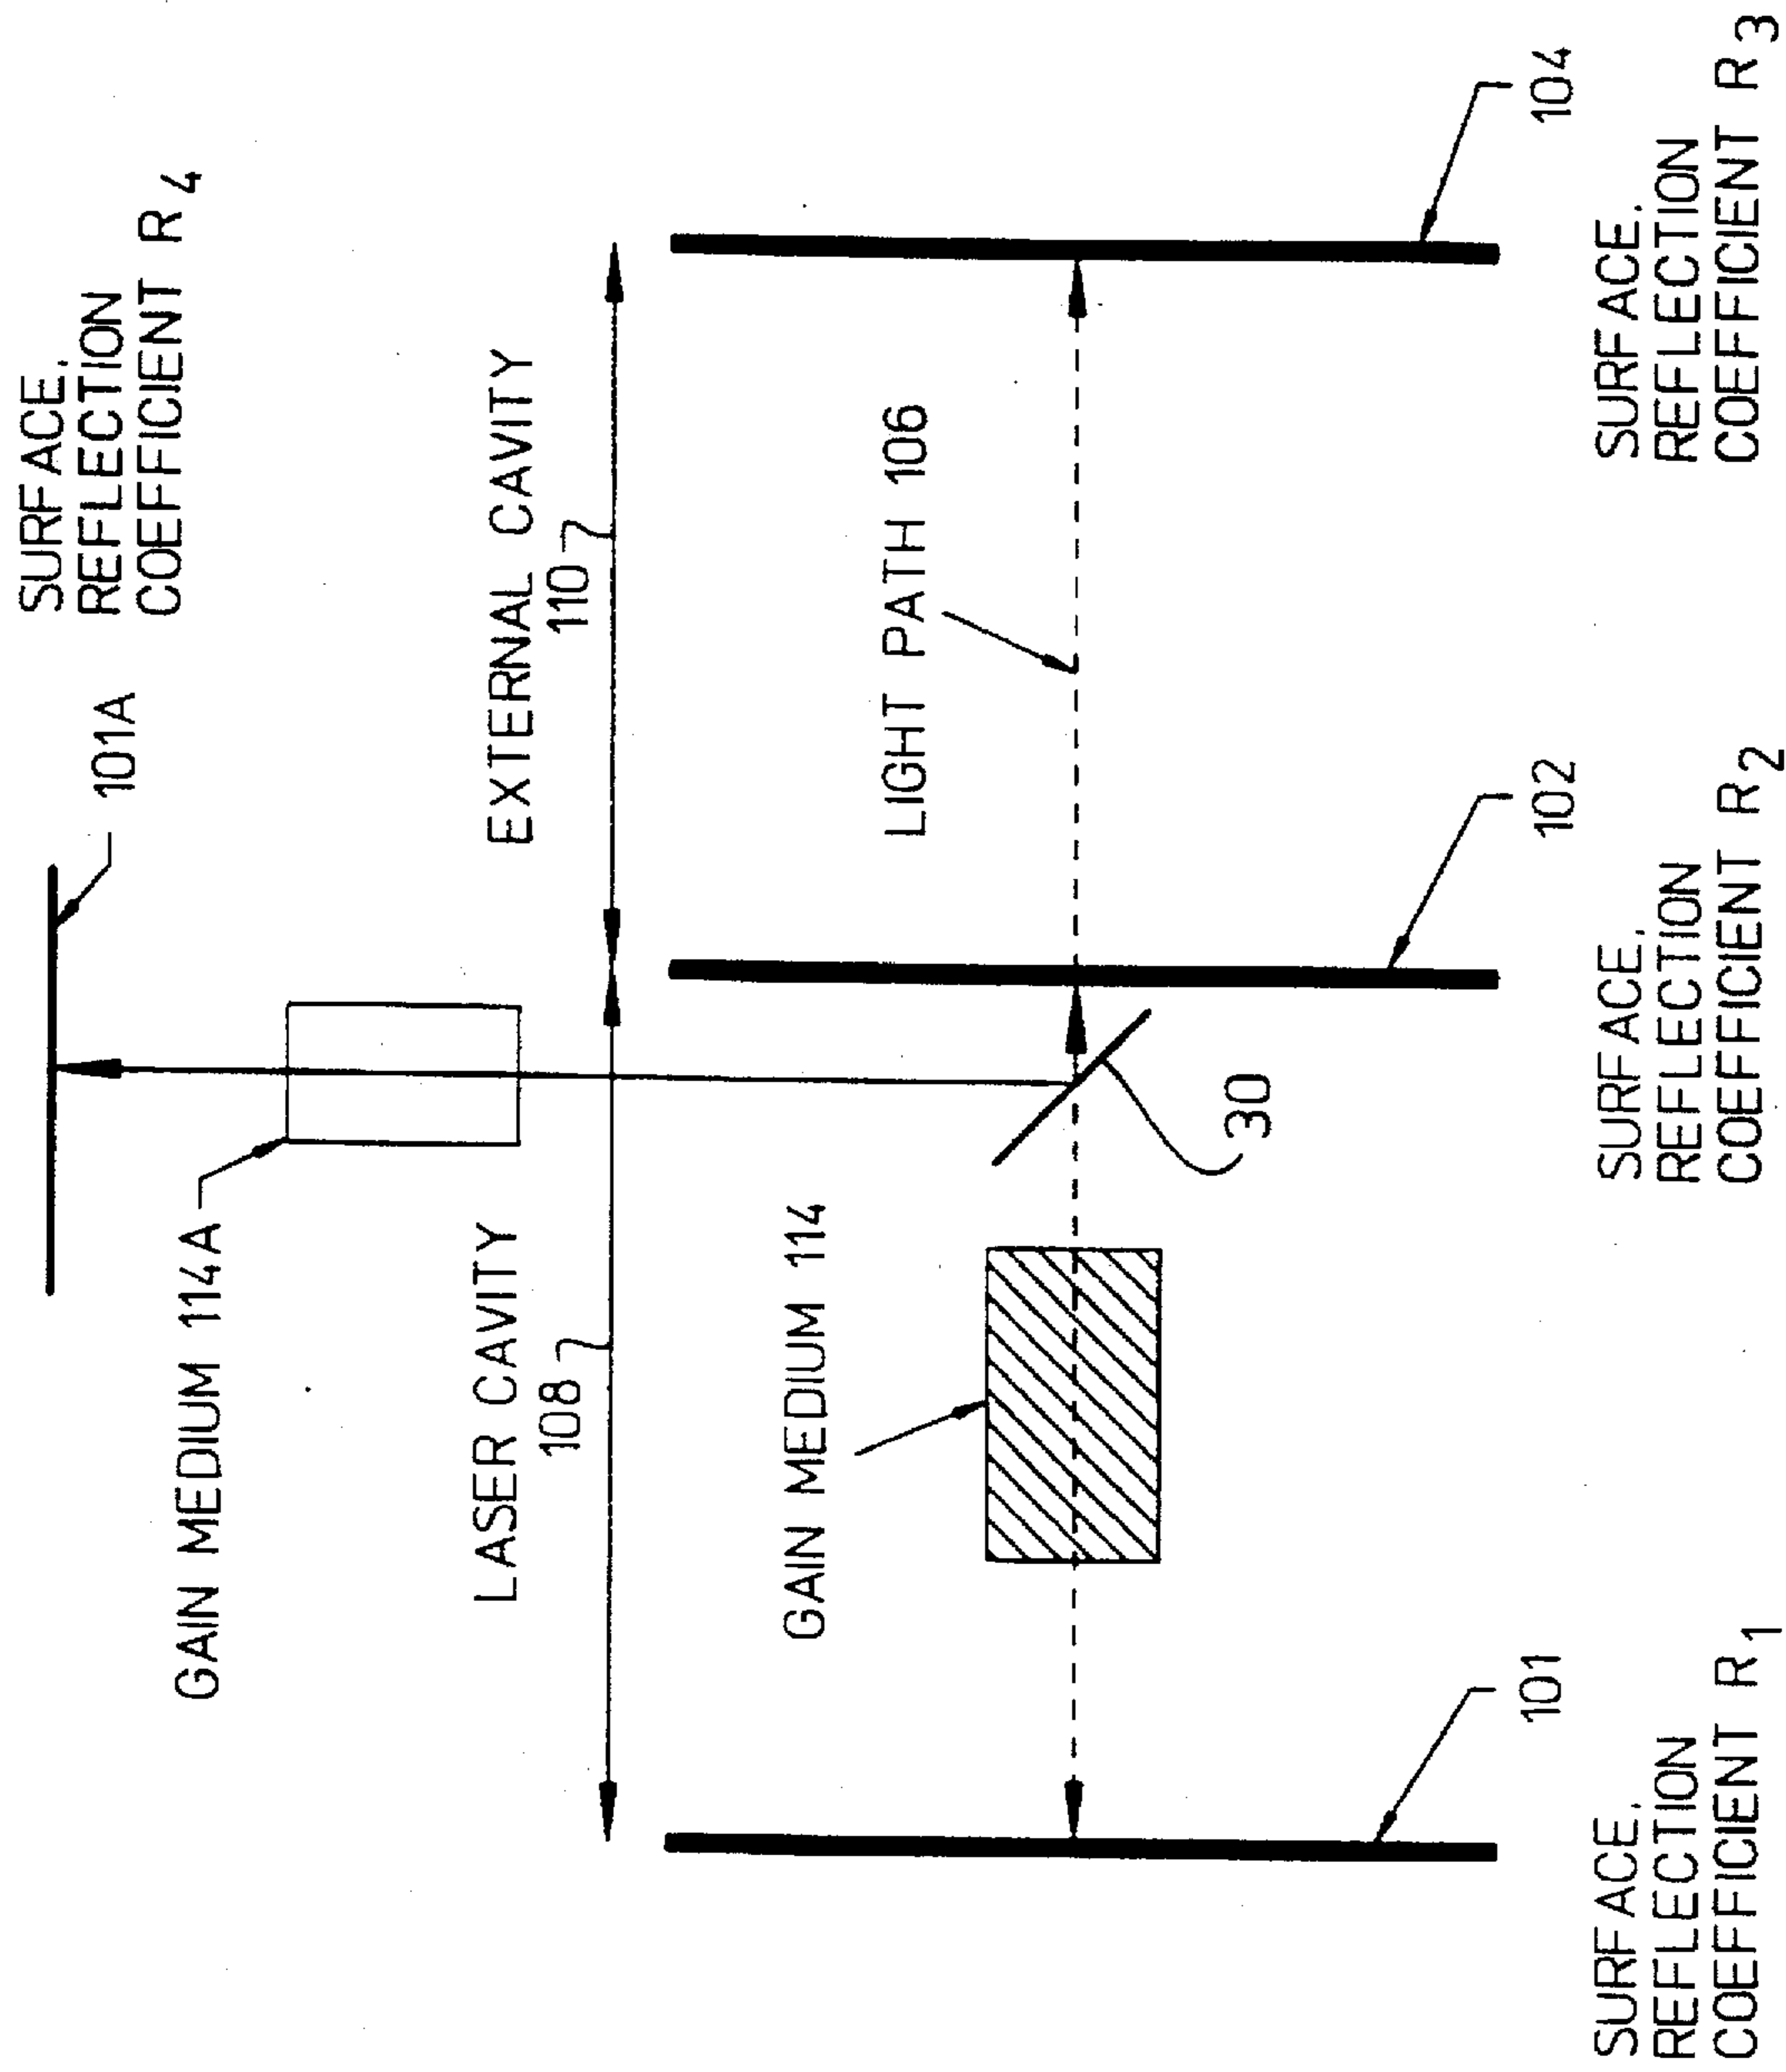 SURFACE,
REFLECTION
COEFFICIENT R4
101A
GAIN MEDIUM 114A
LASER CAVITY
108
EXTERNAL CAVITY
110
GAIN MEDIUM 114
LIGHT PATH 106
30
101
102
104
SURFACE,
REFLECTION
COEFFICIENT R1
SURFACE,
REFLECTION
COEFFICIENT R2
SURFACE,
REFLECTION
COEFFICIENT R3